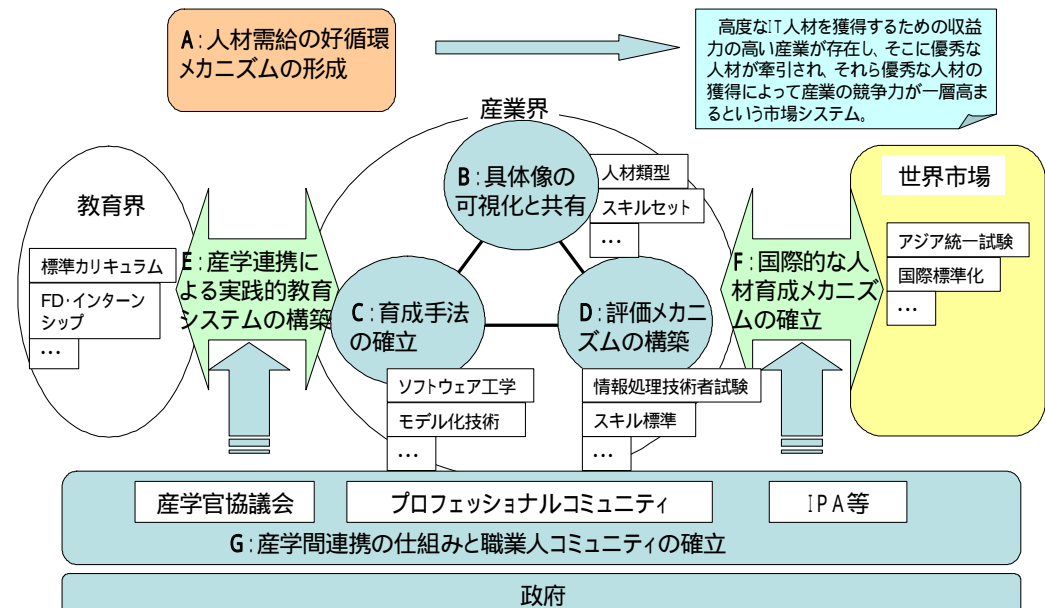 A:人材需給の好循環
メカニズムの形成
高度なIT人材を獲得するための収益
力の高い産業が存在し、そこに優秀な
人材が牽引され、それら優秀な人材の
獲得によって産業の競争力が一層高ま
るという市場システム。
産業界
B:具体像の
可視化と共有
人材類型
スキルセット
…
教育界
標準カリキュラム
FD・インターン
シップ
…
E:産学連携に
よる実践的教育
システムの構築
C:育成手法
の確立
ソフトウェア工学
モデル化技術
…
D:評価メカニ
ズムの構築
情報処理技術者試験
スキル標準
…
F:国際的な人
材育成メカニズ
ムの確立
世界市場
アジア統一試験
国際標準化
…
産学官協議会
プロフェッショナルコミュニティ
IPA等
G:産学間連携の仕組みと職業人コミュニティの確立
政府